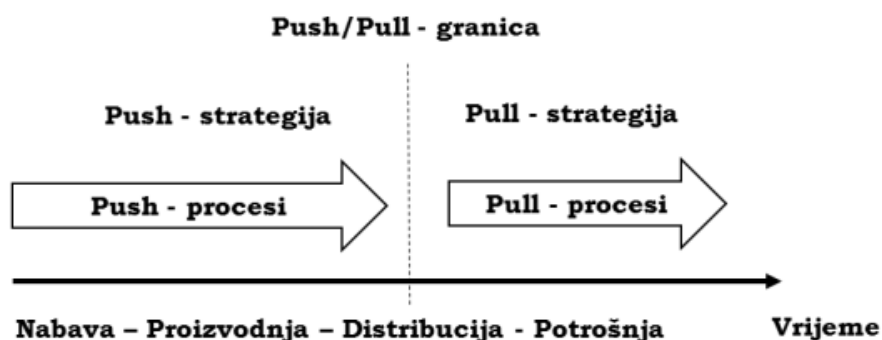 Push/Pull - granica
Push - strategija
Pull - strategija
Push - procesi
Pull - procesi
Nabava – Proizvodnja – Distribucija - Potrošnja
Vrijeme